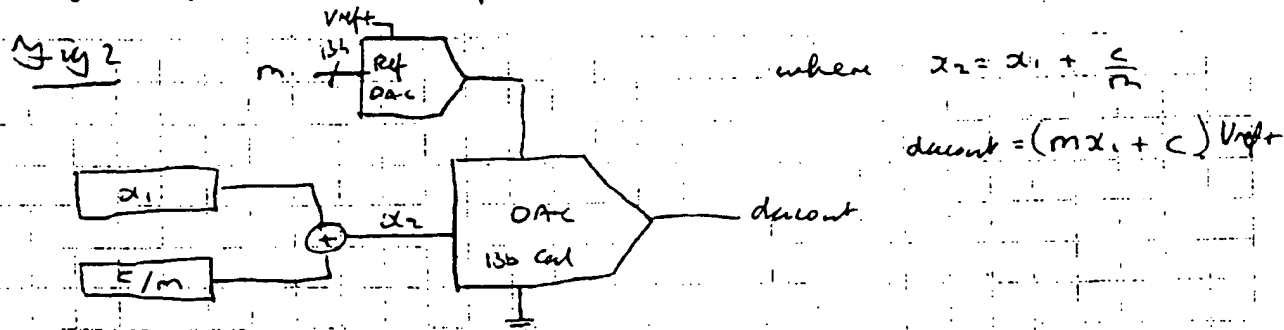 Fig 2
Vref+
13b
m
Ref
DAC
where x₂ = x₁ + c/m
dacout = (mx₁ + c) Vref+
x₁
x₂
DAC
13b Cal
dacout
c/m
+